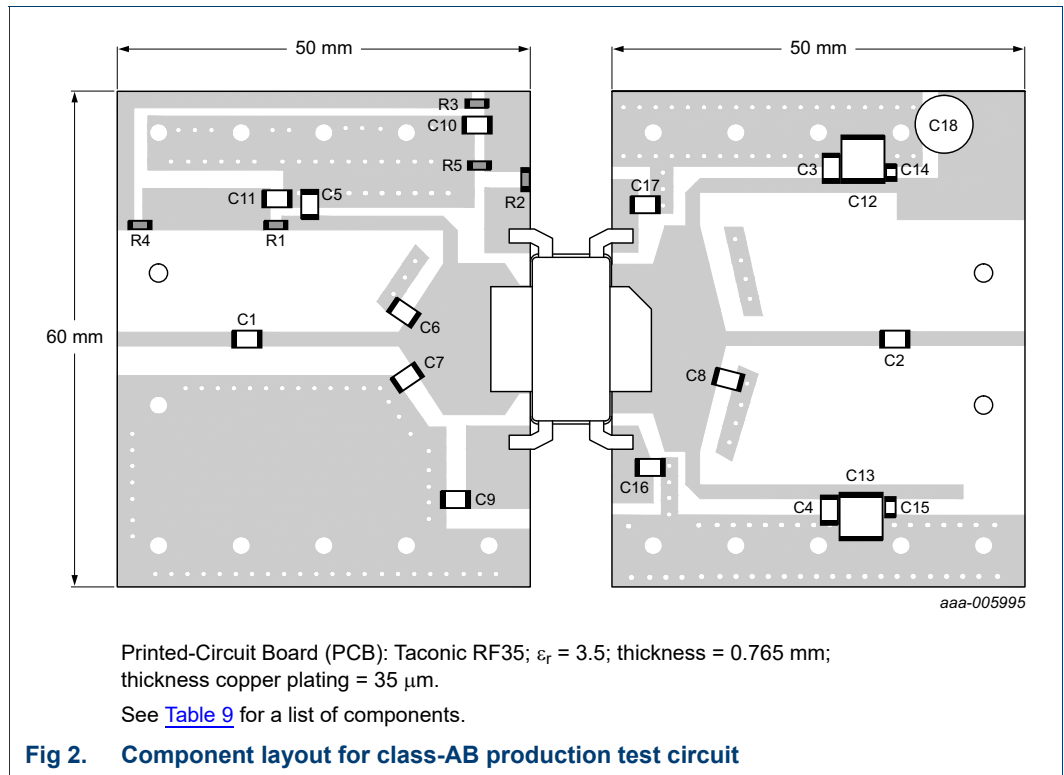 50 mm
50 mm
R3
C10
C18
R5
C3
C14
R2
C17
C12
C11
C5
R4
R1
C6
60 mm
C1
C2
C7
C8
C16
C13
C9
C4
C15
aaa-005995
Printed-Circuit Board (PCB): Taconic RF35; εr = 3.5; thickness = 0.765 mm;
thickness copper plating = 35 μm.
See Table 9 for a list of components.
Fig 2. Component layout for class-AB production test circuit